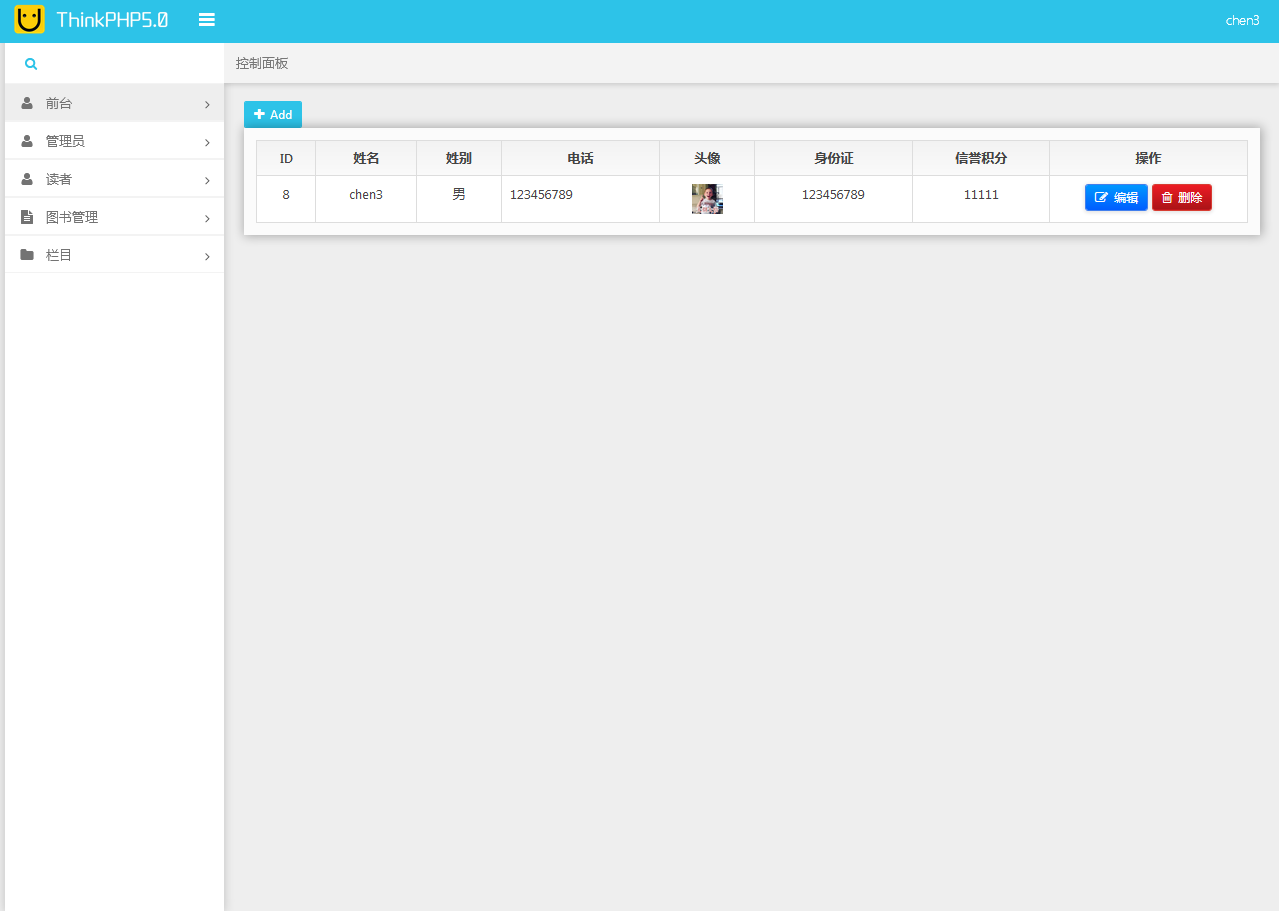 ThinkPHP5.0
chen3
控制面板
前台
管理员
读者
图书管理
栏目
Add
ID 姓名 姓别 电话 头像 身份证 信誉积分 操作
8 chen3 男 123456789 123456789 11111 编辑 删除